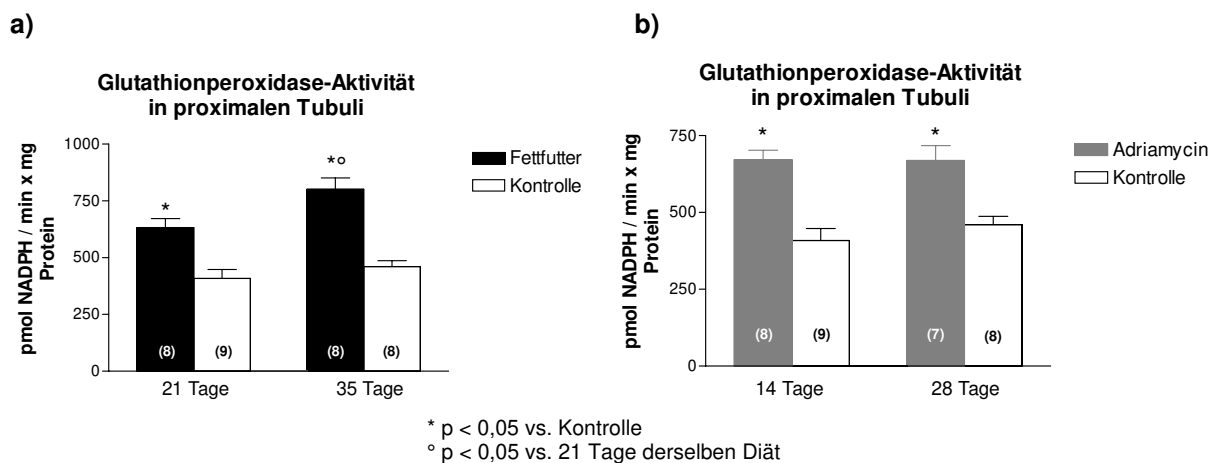 a)
Glutathionperoxidase-Aktivität
in proximalen Tubuli
pmol NADPH / min x mg
Protein
1000
750
500
250
0
*
*°
(8)
(9)
(8)
(8)
21 Tage
35 Tage
Fettfutter
Kontrolle
b)
Glutathionperoxidase-Aktivität
in proximalen Tubuli
pmol NADPH / min x mg
Protein
750
500
250
0
*
*
(8)
(9)
(7)
(8)
14 Tage
28 Tage
Adriamycin
Kontrolle
* p < 0,05 vs. Kontrolle
° p < 0,05 vs. 21 Tage derselben Diät